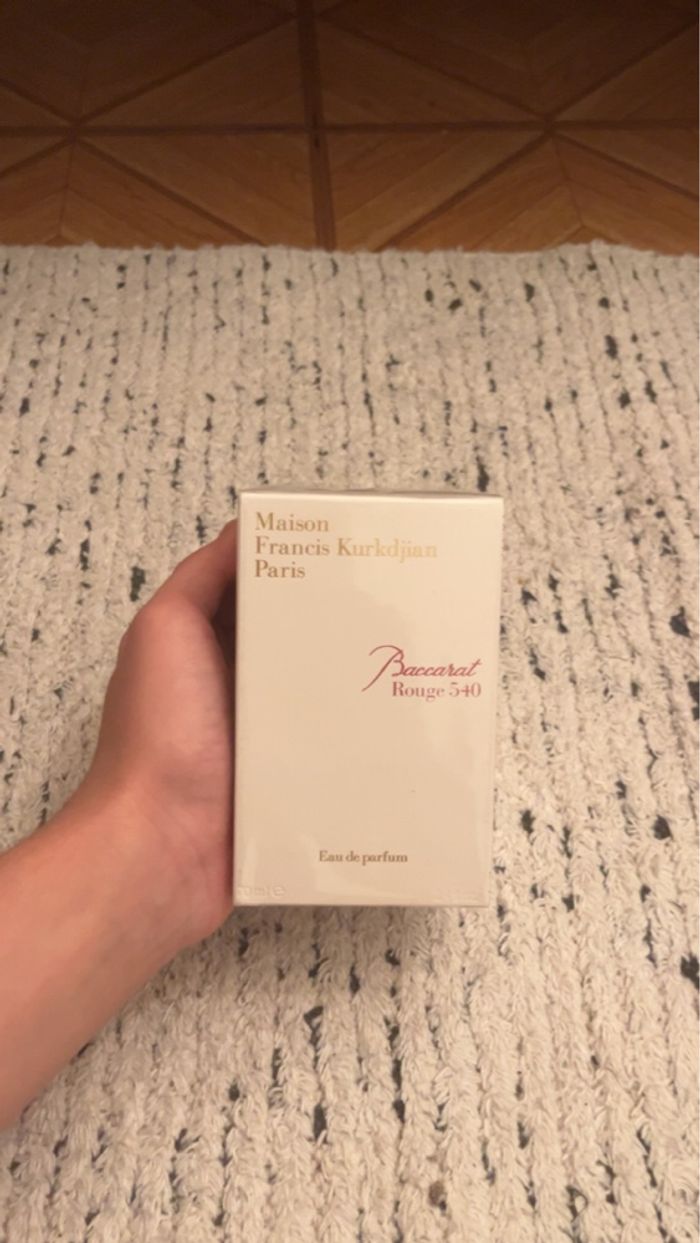 Maison
Francis Kurkdjian
Paris
Baccarat
Rouge 540
Eau de parfum